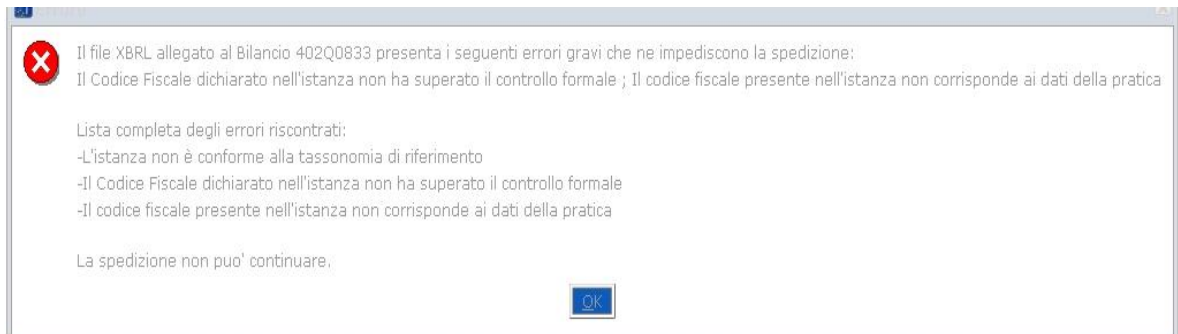 Il file XBRL allegato al Bilancio 402Q0833 presenta i seguenti errori gravi che ne impediscono la spedizione:
Il Codice Fiscale dichiarato nell'istanza non ha superato il controllo formale ; Il codice fiscale presente nell'istanza non corrisponde ai dati della pratica
Lista completa degli errori riscontrati:
-L'istanza non è conforme alla tassonomia di riferimento
-Il Codice Fiscale dichiarato nell'istanza non ha superato il controllo formale
-Il codice fiscale presente nell'istanza non corrisponde ai dati della pratica
La spedizione non puo' continuare.
OK